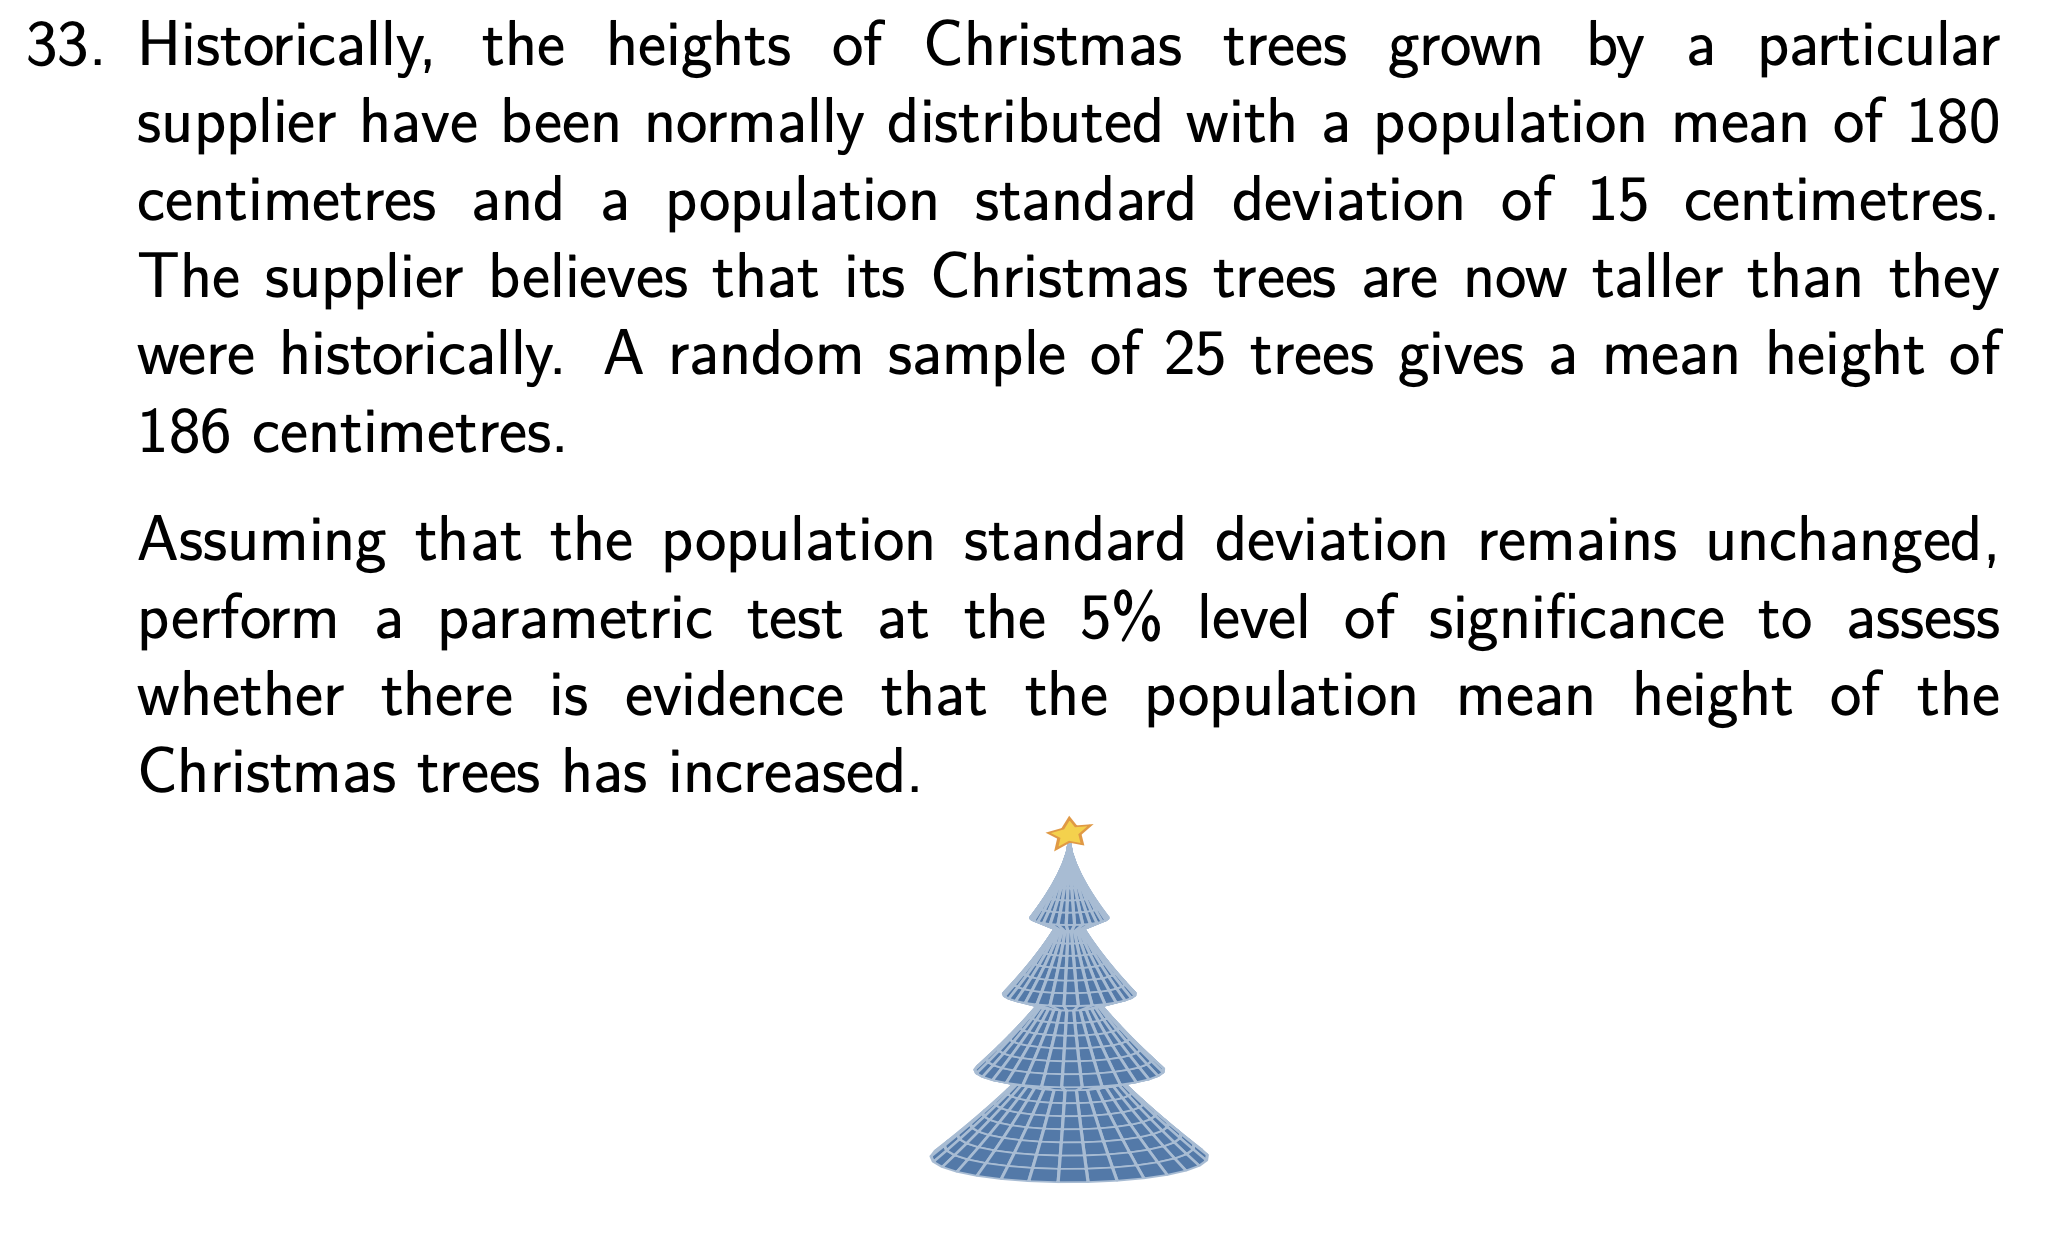 33. Historically, the heights of Christmas trees grown by a particular
supplier have been normally distributed with a population mean of 180
centimetres and a population standard deviation of 15 centimetres.
The supplier believes that its Christmas trees are now taller than they
were historically. A random sample of 25 trees gives a mean height of
186 centimetres.
Assuming that the population standard deviation remains unchanged,
perform a parametric test at the 5% level of significance to assess
whether there is evidence that the population mean height of the
Christmas trees has increased.